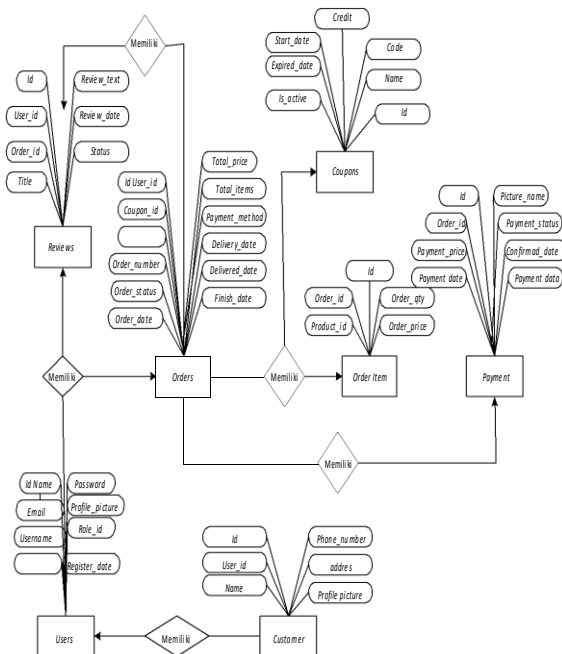 Credit
Start_date
Code
Expired_date
Name
Is_active
Id
Coupons
Memiliki
Id
Review_text
User_id
Review_date
Order_id
Status
Title
Reviews
Id User_id
Total_price
Coupon_id
Total_items
Payment_method
Order_number
Delivery_date
Order_status
Delivered_date
Order_date
Finish_date
Orders
Id
Order_id
Order_qty
Product_id
Order_price
Order Item
Id
Picture_name
Order_id
Payment_status
Payment_price
Confirmad_date
Payment date
Payment data
Payment
Memiliki
Memiliki
Memiliki
Id Name
Password
Email
Profile_picture
Username
Role_id
Register_date
Users
Memiliki
Id
Phone_number
User_id
addres
Name
Profile picture
Customer